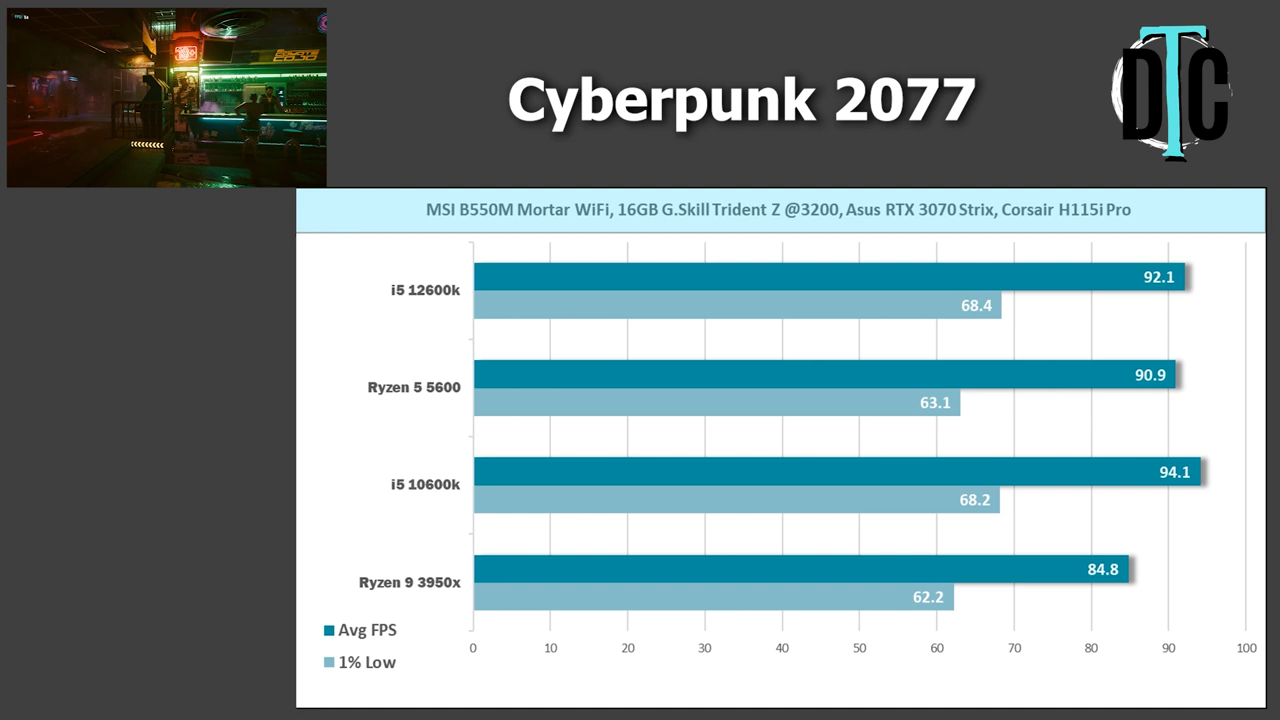 Cyberpunk 2077
DTC
MSI B550M Mortar WiFi, 16GB G.Skill Trident Z @3200, Asus RTX 3070 Strix, Corsair H115i Pro
i5 12600k
92.1
68.4
Ryzen 5 5600
90.9
63.1
i5 10600k
94.1
68.2
Ryzen 9 3950x
84.8
62.2
Avg FPS
1% Low
0 10 20 30 40 50 60 70 80 90 100